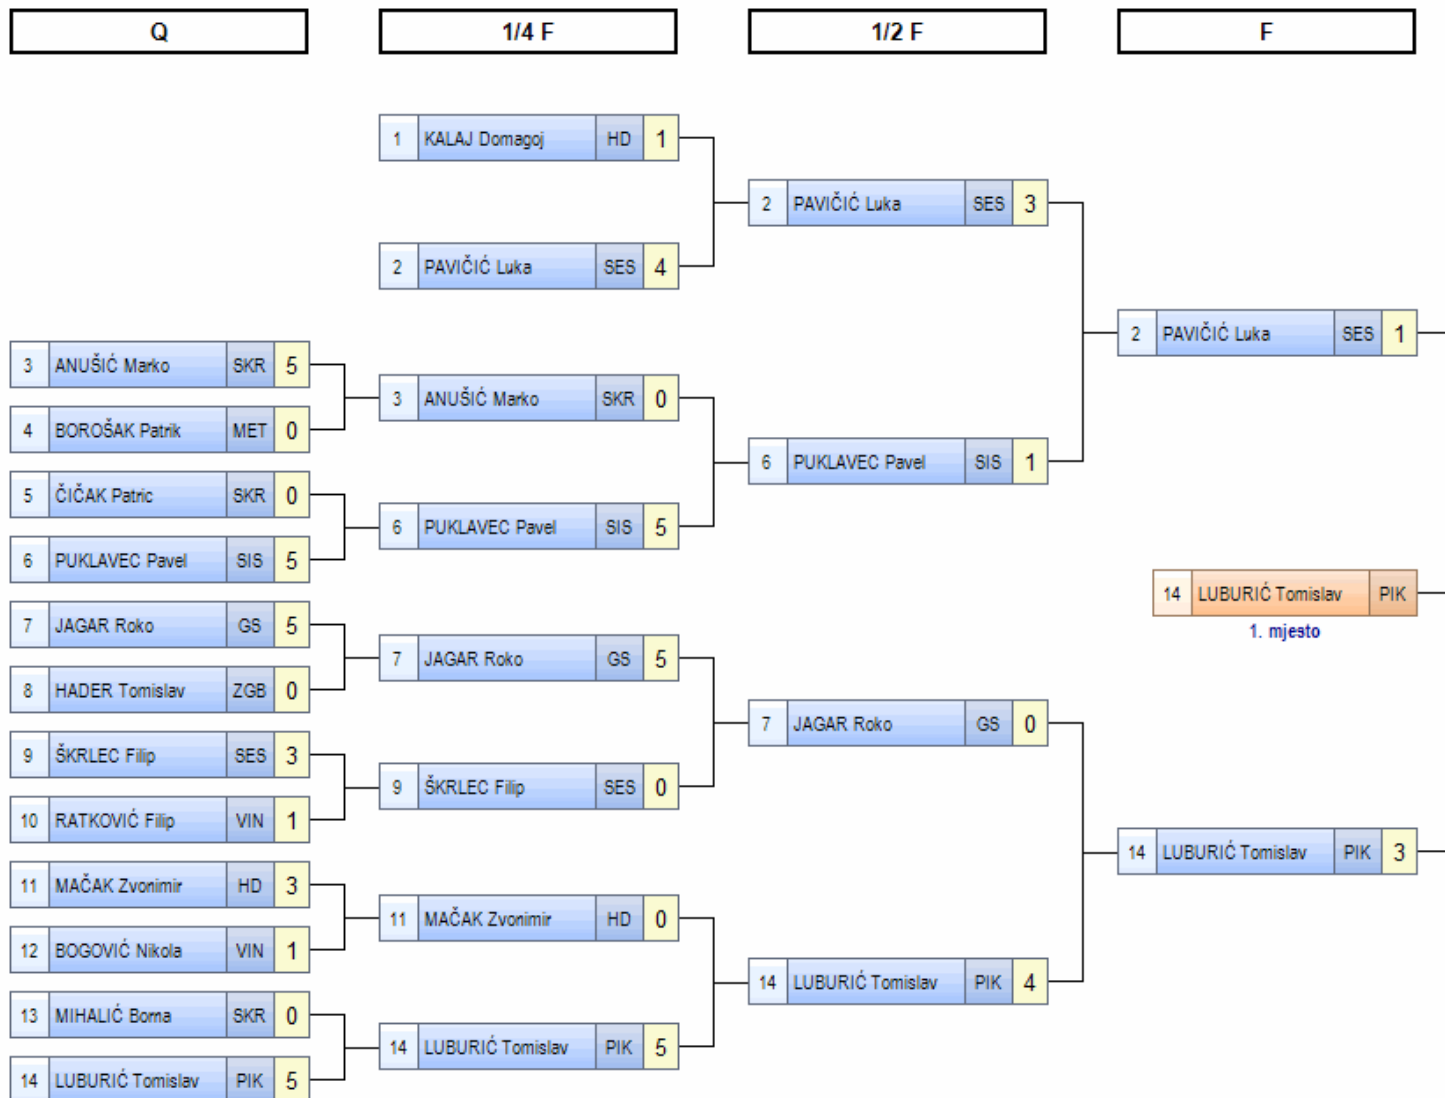 Q
1/4 F
1/2 F
F
1 KALAJ Domagoj HD 1
2 PAVIČIĆ Luka SES 4
3 ANUŠIĆ Marko SKR 5
4 BOROŠAK Patrik MET 0
5 ČIČAK Patric SKR 0
6 PUKLAVEC Pavel SIS 5
7 JAGAR Roko GS 5
8 HADER Tomislav ZGB 0
9 ŠKRLEC Filip SES 3
10 RATKOVIĆ Filip VIN 1
11 MAČAK Zvonimir HD 3
12 BOGOVIĆ Nikola VIN 1
13 MIHALIĆ Borna SKR 0
14 LUBURIĆ Tomislav PIK 5
3 ANUŠIĆ Marko SKR 0
6 PUKLAVEC Pavel SIS 5
7 JAGAR Roko GS 5
9 ŠKRLEC Filip SES 0
11 MAČAK Zvonimir HD 0
14 LUBURIĆ Tomislav PIK 5
2 PAVIČIĆ Luka SES 3
6 PUKLAVEC Pavel SIS 1
7 JAGAR Roko GS 0
14 LUBURIĆ Tomislav PIK 4
2 PAVIČIĆ Luka SES 1
14 LUBURIĆ Tomislav PIK 3
14 LUBURIĆ Tomislav PIK
1. mjesto